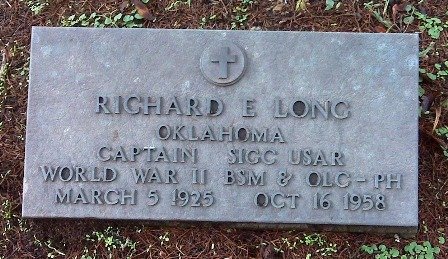 RICHARD E LONG
OKLAHOMA
CAPTAIN SIGC USAR
WORLD WAR II BSM & OLC - PH
MARCH 5 1925 OCT 16 1958